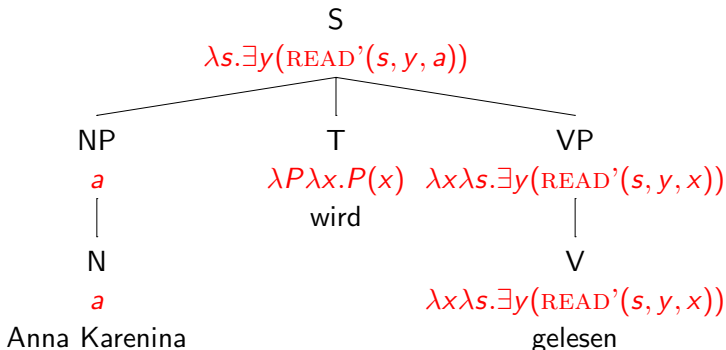 S
λs.∃y(READ’(s, y, a))
NP T VP
a λPλx.P(x) λxλs.∃y(READ’(s, y, x))
wird
N V
a λxλs.∃y(READ’(s, y, x))
Anna Karenina gelesen